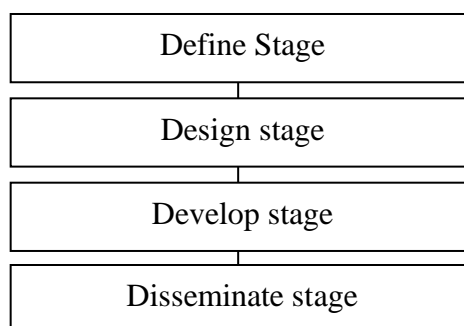 Define Stage
Design stage
Develop stage
Disseminate stage